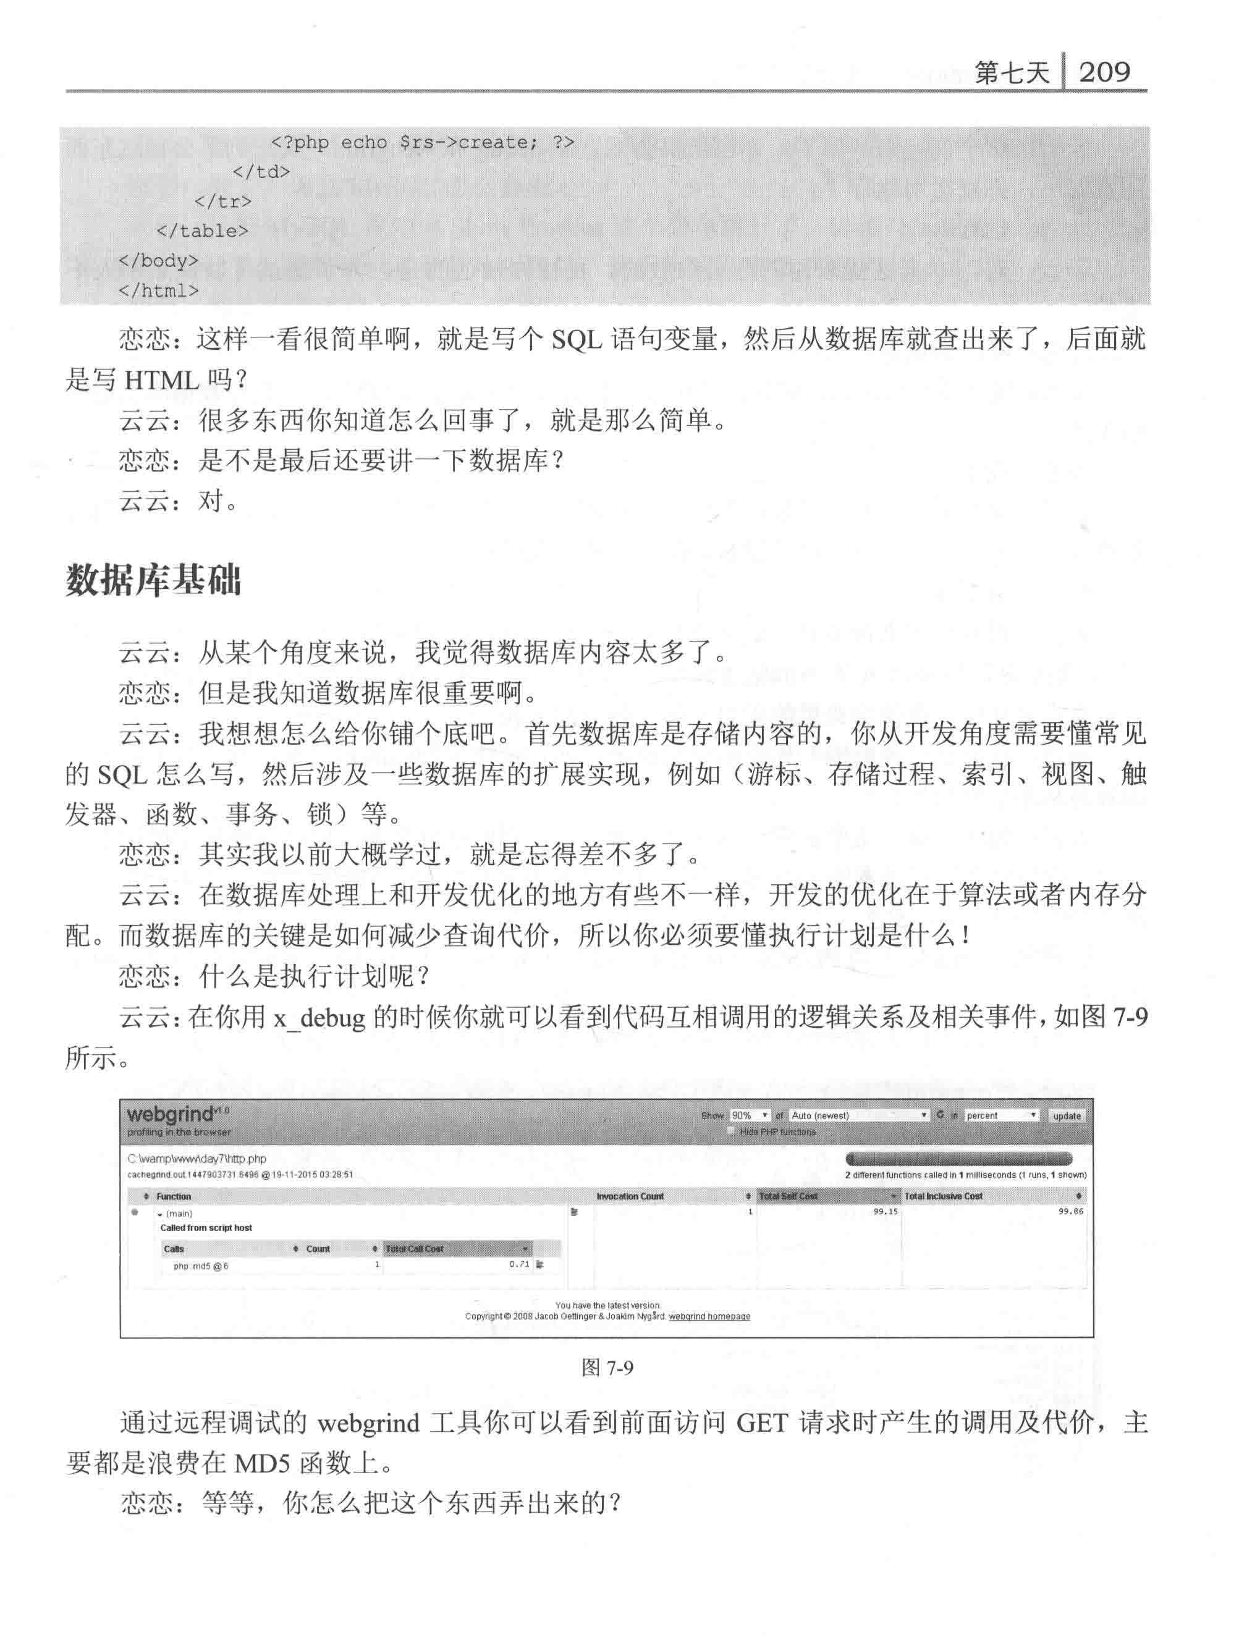 第七天 209
<?php echo $rs->create; ?>
</td>
</tr>
</table>
</body>
</html>
恋恋：这样一看很简单啊，就是写个 SQL 语句变量，然后从数据库就查出来了，后面就
是写 HTML 吗？
云云：很多东西你知道怎么回事了，就是那么简单。
恋恋：是不是最后还要讲一下数据库？
云云：对。
数据库基础
云云：从某个角度来说，我觉得数据库内容太多了。
恋恋：但是我知道数据库很重要啊。
云云：我想想怎么给你铺个底吧。首先数据库是存储内容的，你从开发角度需要懂常见
的 SQL 怎么写，然后涉及一些数据库的扩展实现，例如（游标、存储过程、索引、视图、触
发器、函数、事务、锁）等。
恋恋：其实我以前大概学过，就是忘得差不多了。
云云：在数据库处理上和开发优化的地方有些不一样，开发的优化在于算法或者内存分
配。而数据库的关键是如何减少查询代价，所以你必须要懂执行计划是什么！
恋恋：什么是执行计划呢？
云云：在你用 x_debug 的时候你就可以看到代码互相调用的逻辑关系及相关事件，如图 7-9
所示。
webgrind v1.0 Show 90% of Auto (newest) in percent update
profiling in the browser Hide PHP functions
C:\wamp\www\day7\http.php
cachegrind.out.1447903731.6496 @ 19-11-2015 03:28:51 2 different functions called in 1 milliseconds (1 runs, 1 shown)
Function Invocation Count Total Self Cost Total Inclusive Cost
(main) 1 99.15 99.86
Called from script host
Calls Count Total Call Cost
php::md5 @ 6 1 0.71
You have the latest version.
Copyright © 2008 Jacob Oettinger & Joakim Nygård. webgrind homepage
图 7-9
通过远程调试的 webgrind 工具你可以看到前面访问 GET 请求时产生的调用及代价，主
要都是浪费在 MD5 函数上。
恋恋：等等，你怎么把这个东西弄出来的？